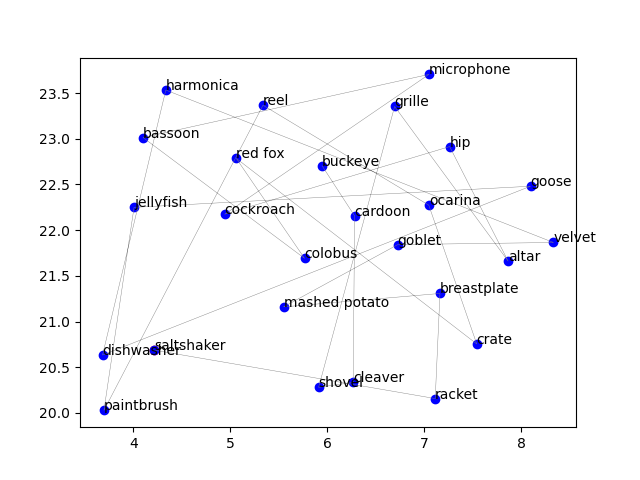 microphone
harmonica
reel
grille
23.5
bassoon
hip
23.0
red fox
buckeye
goose
22.5
jellyfish
cockroach
cardoon
ocarina
22.0
goblet
velvet
colobus
altar
21.5
mashed potato
breastplate
21.0
crate
saltshaker
dishwasher
20.5
shovel
cleaver
racket
paintbrush
20.0
4
5
6
7
8